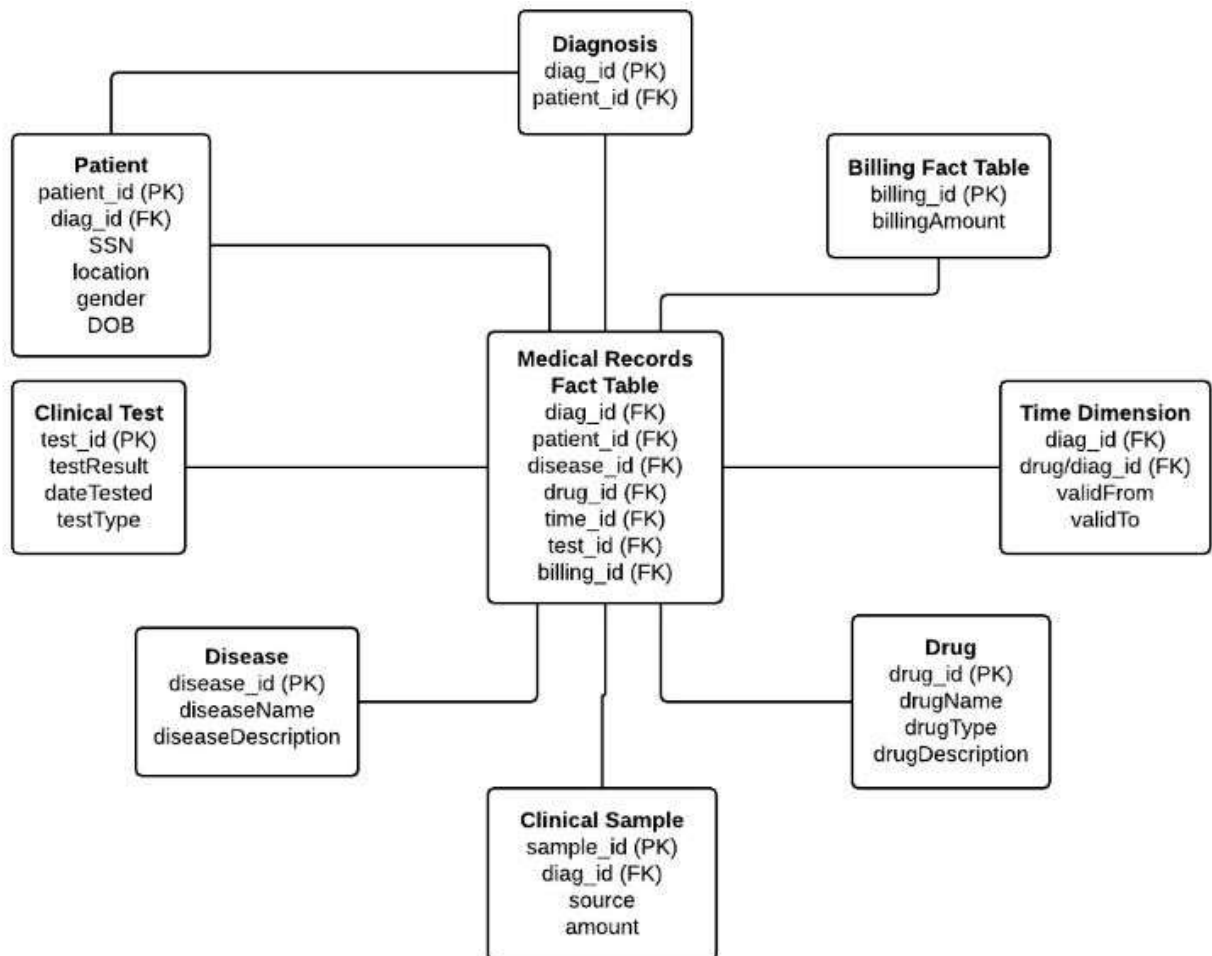 Diagnosis
diag_id (PK)
patient_id (FK)
Patient
patient_id (PK)
diag_id (FK)
SSN
location
gender
DOB
Billing Fact Table
billing_id (PK)
billingAmount
Medical Records
Fact Table
diag_id (FK)
patient_id (FK)
disease_id (FK)
drug_id (FK)
time_id (FK)
test_id (FK)
billing_id (FK)
Clinical Test
test_id (PK)
testResult
dateTested
testType
Time Dimension
diag_id (FK)
drug/diag_id (FK)
validFrom
validTo
Disease
disease_id (PK)
diseaseName
diseaseDescription
Drug
drug_id (PK)
drugName
drugType
drugDescription
Clinical Sample
sample_id (PK)
diag_id (FK)
source
amount